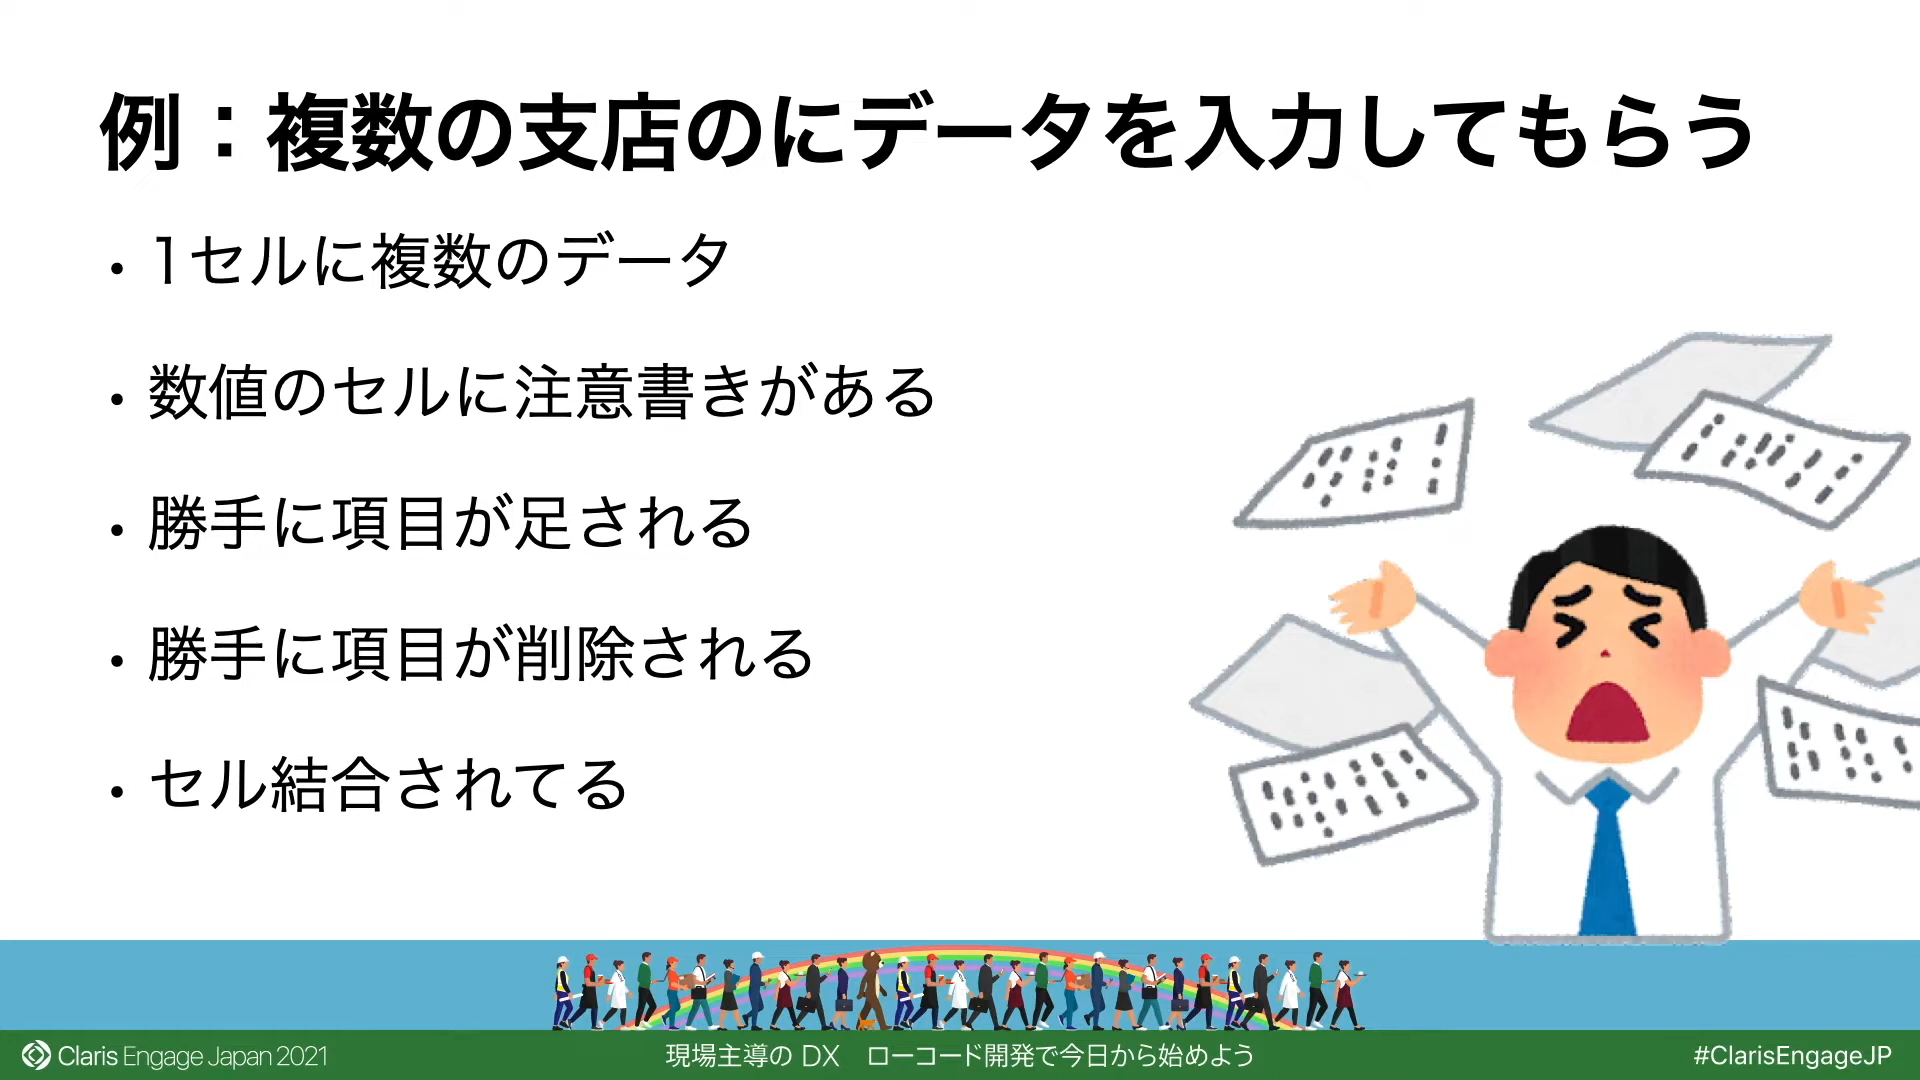 例：複数の支店のにデータを入力してもらう
• 1セルに複数のデータ
• 数値のセルに注意書きがある
• 勝手に項目が足される
• 勝手に項目が削除される
• セル結合されてる
Claris Engage Japan 2021
現場主導の DX　ローコード開発で今日から始めよう
#ClarisEngageJP